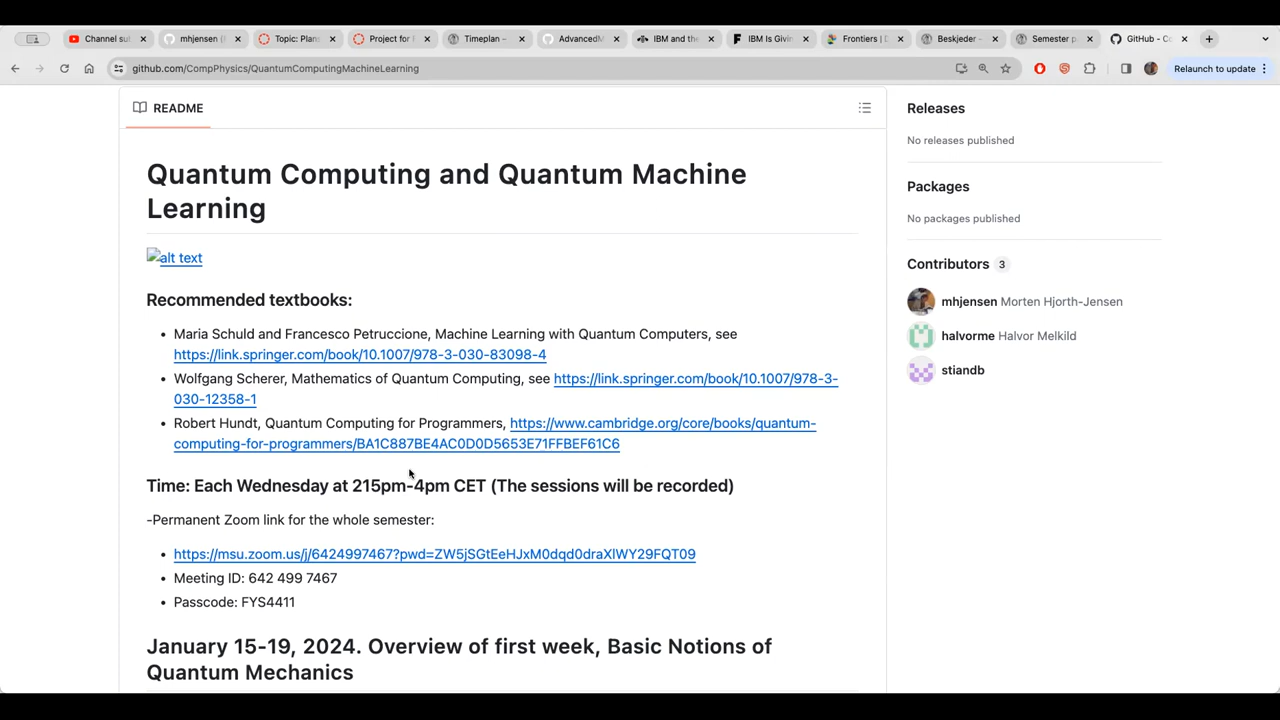 Channel su
mhjensen (
Topic: Plan
Project for
Timeplan –
AdvancedM
IBM and the
IBM Is Givin
Frontiers | D
Beskjeder –
Semester p
GitHub - C
github.com/CompPhysics/QuantumComputingMachineLearning
Relaunch to update
README
Quantum Computing and Quantum Machine
Learning
alt text
Recommended textbooks:
• Maria Schuld and Francesco Petruccione, Machine Learning with Quantum Computers, see
https://link.springer.com/book/10.1007/978-3-030-83098-4
• Wolfgang Scherer, Mathematics of Quantum Computing, see https://link.springer.com/book/10.1007/978-3-
030-12358-1
• Robert Hundt, Quantum Computing for Programmers, https://www.cambridge.org/core/books/quantum-
computing-for-programmers/BA1C887BE4AC0D0D5653E71FFBEF61C6
Time: Each Wednesday at 215pm-4pm CET (The sessions will be recorded)
-Permanent Zoom link for the whole semester:
• https://msu.zoom.us/j/6424997467?pwd=ZW5jSGtEeHJxM0dqd0draXlWY29FQT09
• Meeting ID: 642 499 7467
• Passcode: FYS4411
January 15-19, 2024. Overview of first week, Basic Notions of
Quantum Mechanics
Releases
No releases published
Packages
No packages published
Contributors 3
mhjensen Morten Hjorth-Jensen
halvorme Halvor Melkild
stiandb